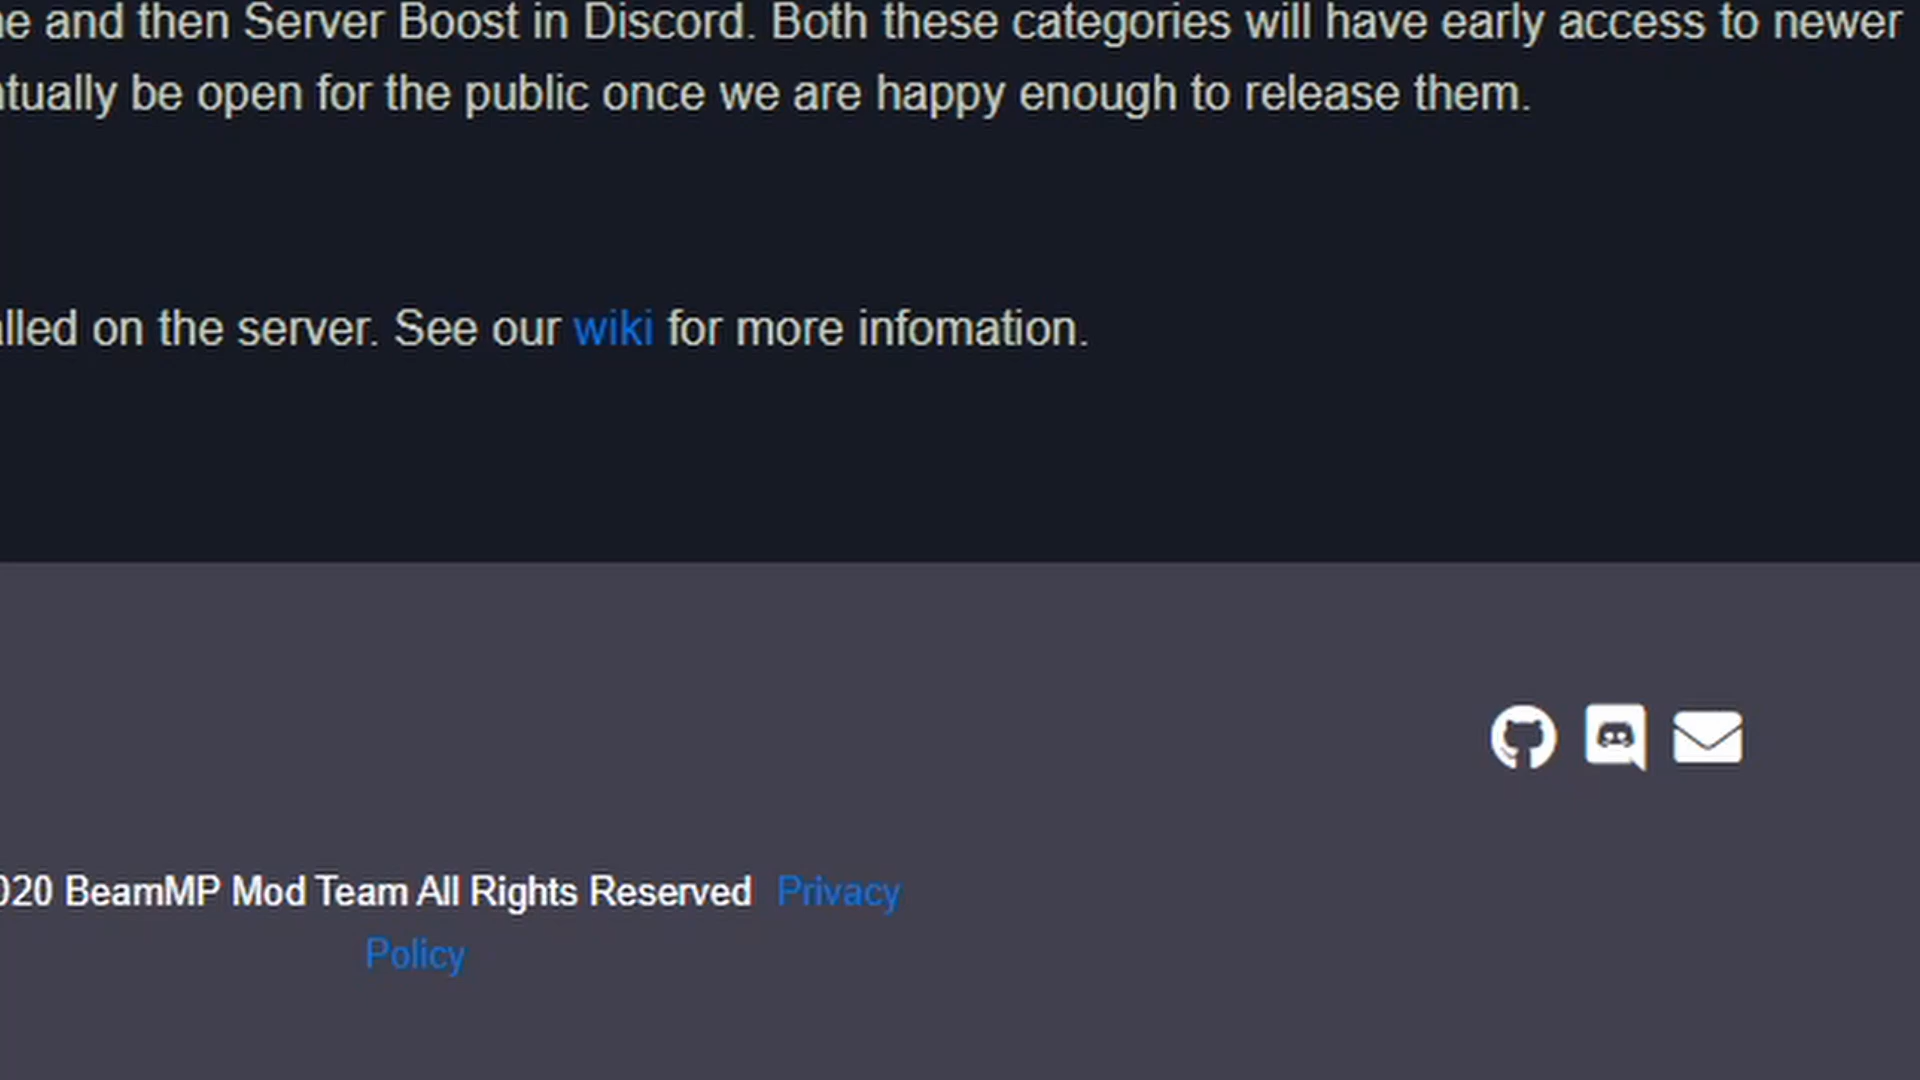 and then Server Boost in Discord. Both these categories will have early access to newer
be open for the public once we are happy enough to release them.
on the server. See our wiki for more infomation.
020 BeamMP Mod Team All Rights Reserved Privacy
Policy